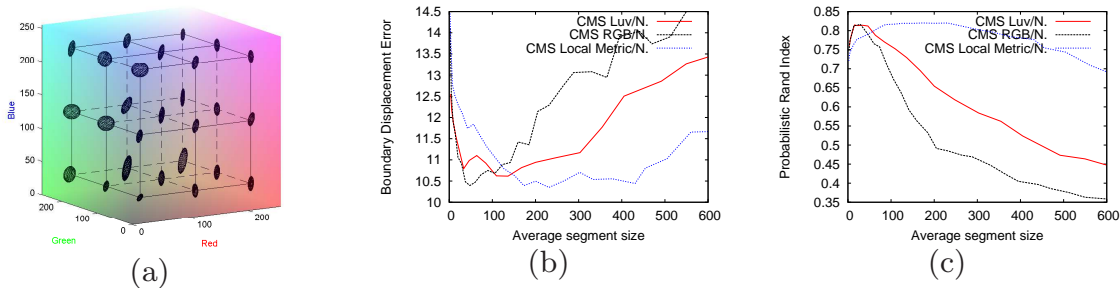 250
200
150
100
50
0
Blue
200
100
0
Green
0
100
200
Red
(a)
14.5
14
13.5
13
12.5
12
11.5
11
10.5
10
Boundary Displacement Error
CMS Luv/N.
CMS RGB/N.
CMS Local Metric/N.
0 100 200 300 400 500 600
Average segment size
(b)
0.85
0.8
0.75
0.7
0.65
0.6
0.55
0.5
0.45
0.4
0.35
Probabilistic Rand Index
CMS Luv/N.
CMS RGB/N.
CMS Local Metric/N.
0 100 200 300 400 500 600
Average segment size
(c)